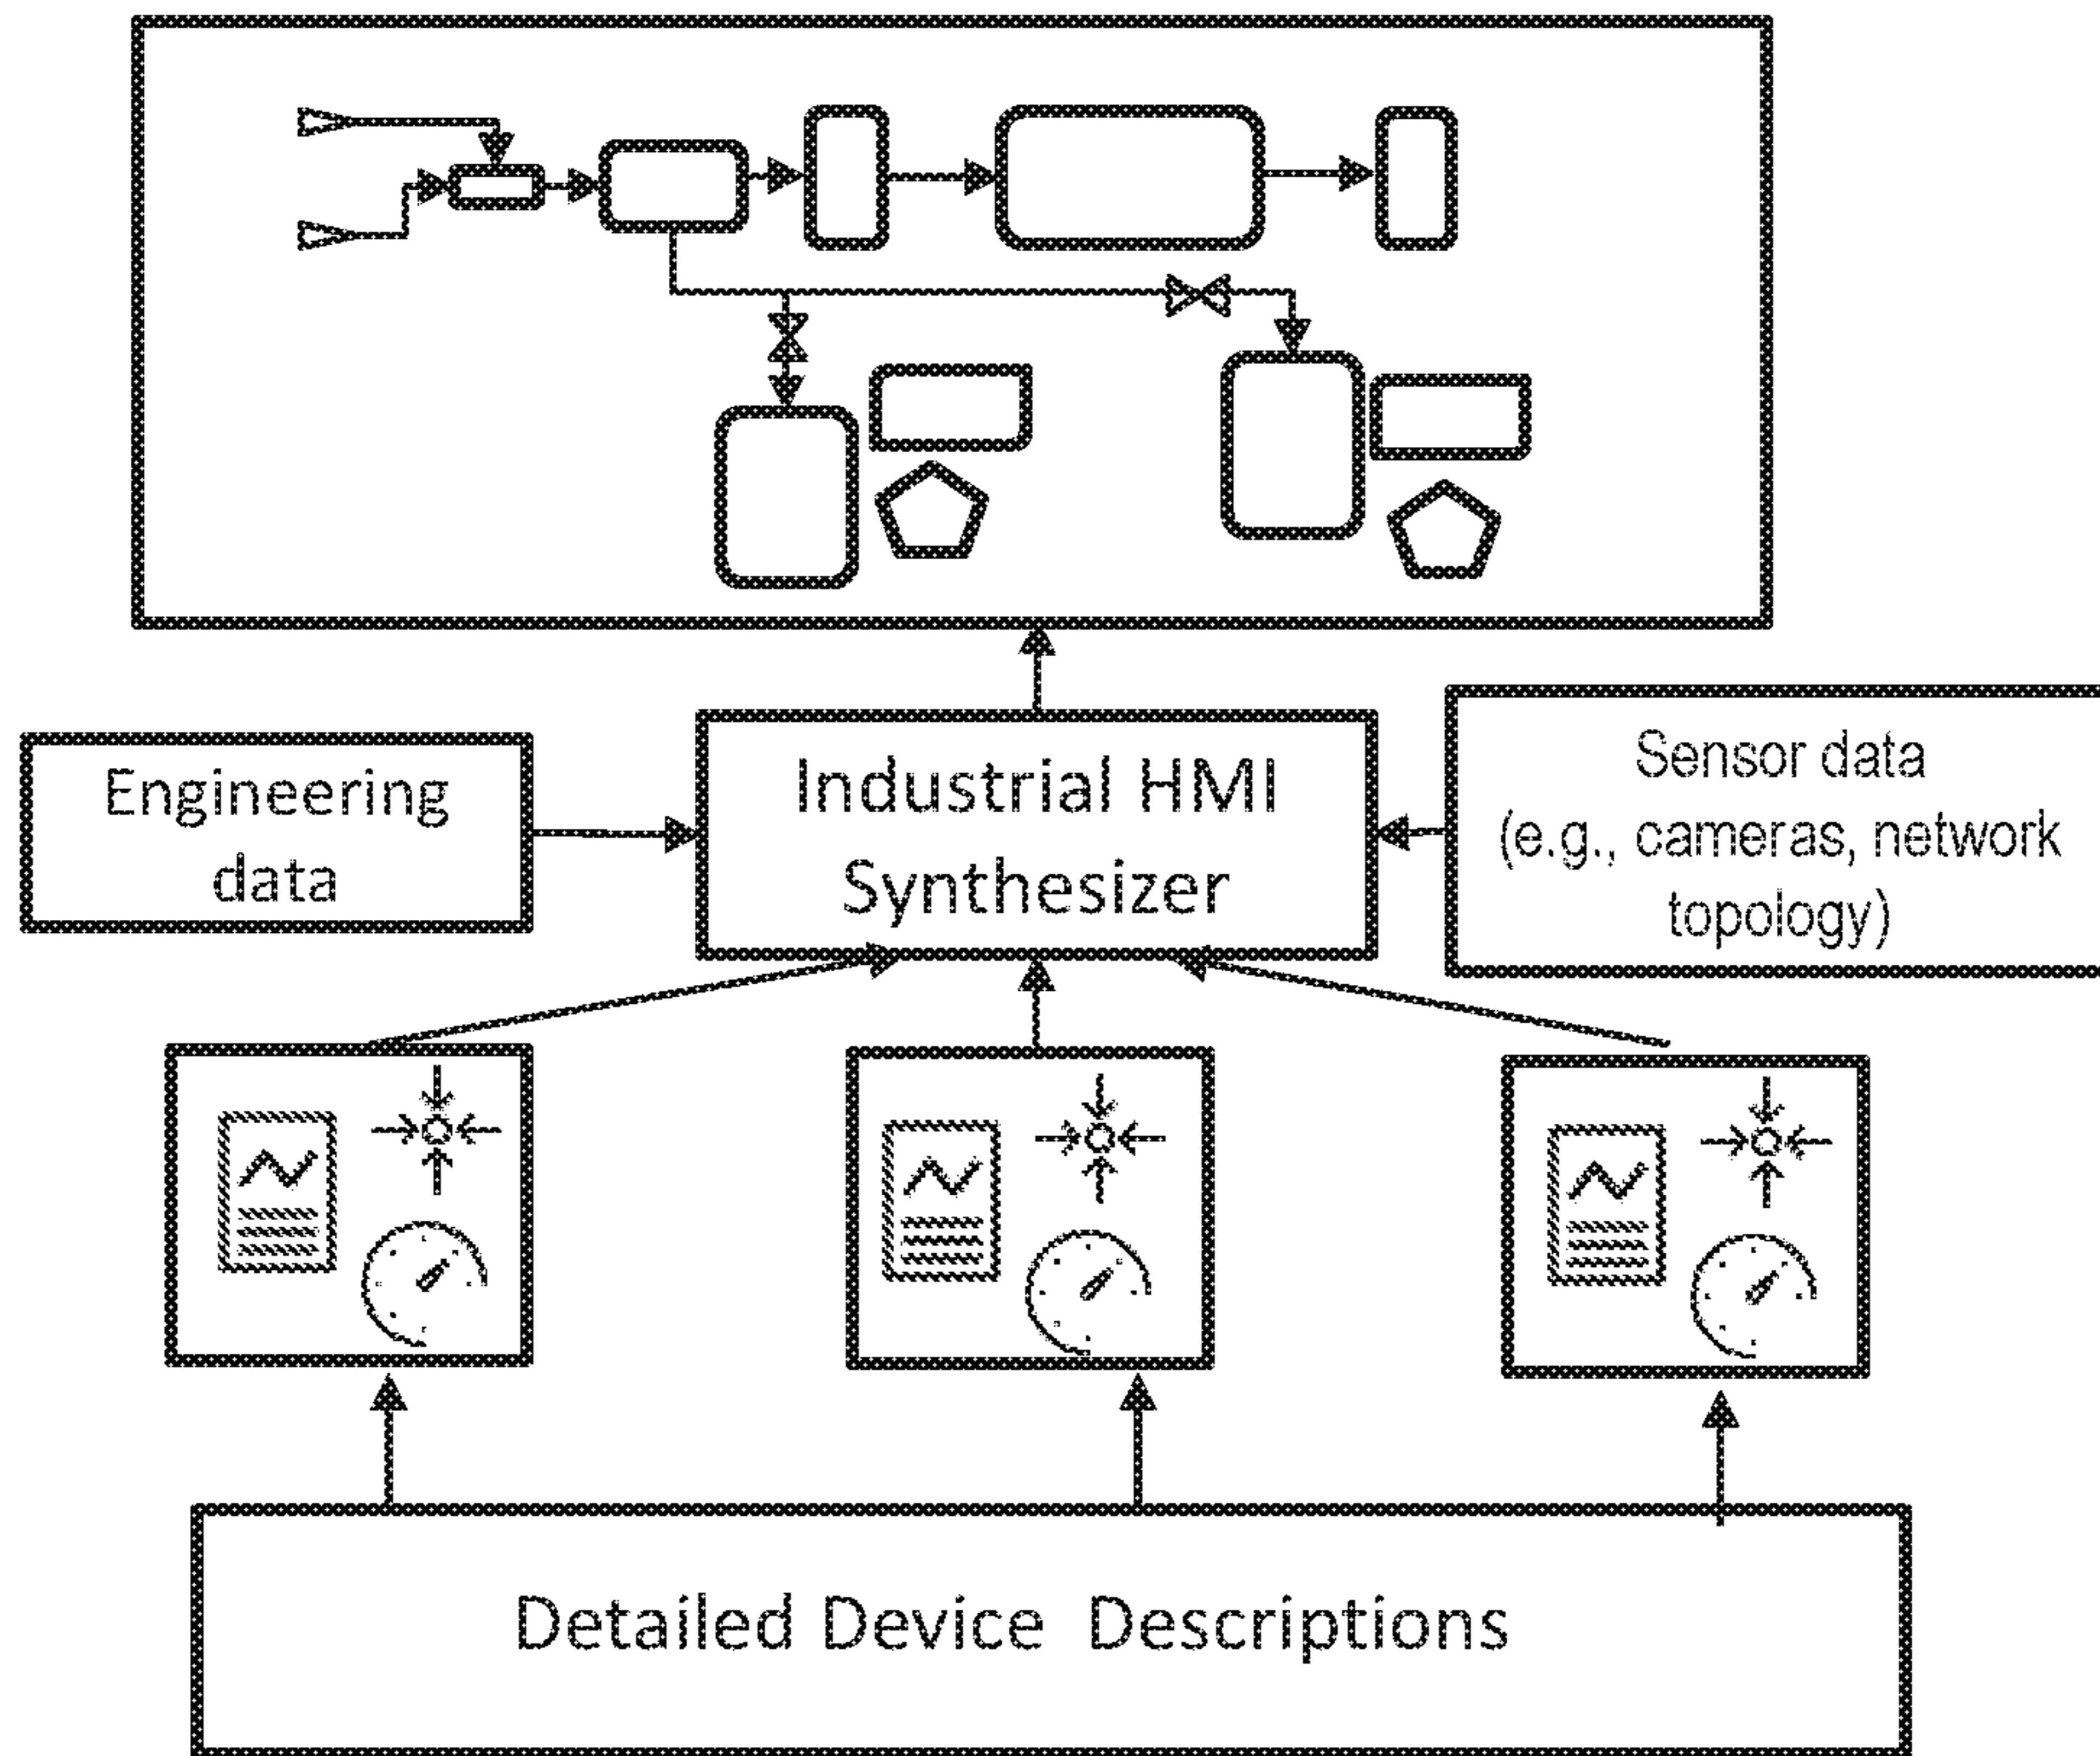 Engineering
data
Industrial HMI
Synthesizer
Sensor data
(e.g., cameras, network
topology)
Detailed Device Descriptions